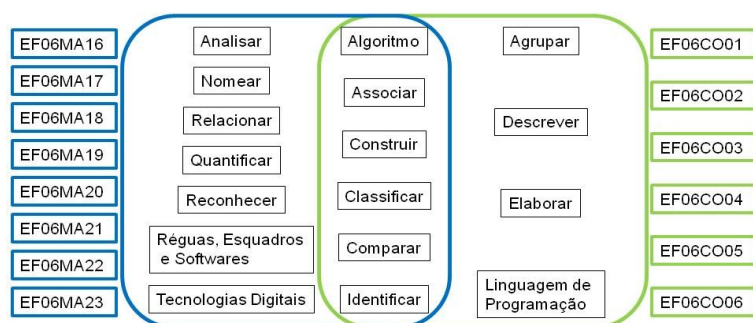 EF06MA16
EF06MA17
EF06MA18
EF06MA19
EF06MA20
EF06MA21
EF06MA22
EF06MA23
Analisar
Nomear
Relacionar
Quantificar
Reconhecer
Réguas, Esquadros
e Softwares
Tecnologias Digitais
Algoritmo
Associar
Construir
Classificar
Comparar
Identificar
Agrupar
Descrever
Elaborar
Linguagem de
Programação
EF06CO01
EF06CO02
EF06CO03
EF06CO04
EF06CO05
EF06CO06